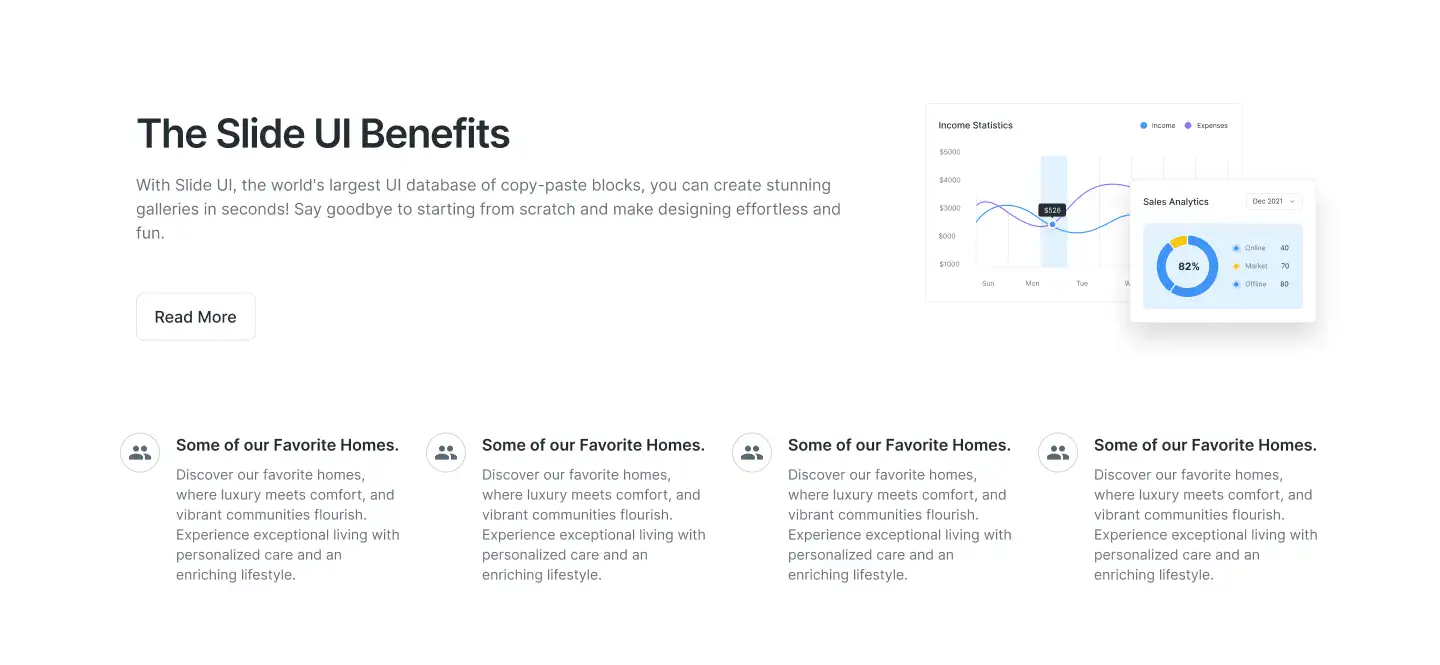 The Slide UI Benefits
With Slide UI, the world's largest UI database of copy-paste blocks, you can create stunning
galleries in seconds! Say goodbye to starting from scratch and make designing effortless and
fun.
Read More
Income Statistics
Income
Expenses
$5000
$4000
$3000
$000
$1000
$526
Sun
Mon
Tue
W
Sales Analytics
Dec 2021
82%
Online 40
Market 70
Offline 80
Some of our Favorite Homes.
Discover our favorite homes,
where luxury meets comfort, and
vibrant communities flourish.
Experience exceptional living with
personalized care and an
enriching lifestyle.
Some of our Favorite Homes.
Discover our favorite homes,
where luxury meets comfort, and
vibrant communities flourish.
Experience exceptional living with
personalized care and an
enriching lifestyle.
Some of our Favorite Homes.
Discover our favorite homes,
where luxury meets comfort, and
vibrant communities flourish.
Experience exceptional living with
personalized care and an
enriching lifestyle.
Some of our Favorite Homes.
Discover our favorite homes,
where luxury meets comfort, and
vibrant communities flourish.
Experience exceptional living with
personalized care and an
enriching lifestyle.